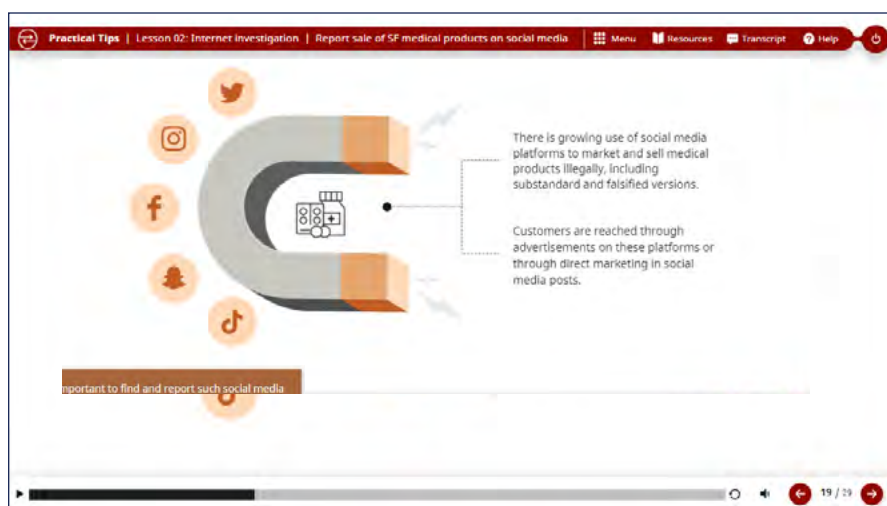 Practical Tips | Lesson 02: Internet investigation | Report sale of SF medical products on social media
Menu
Resources
Transcript
Help
There is growing use of social media
platforms to market and sell medical
products illegally, including
substandard and falsified versions.
Customers are reached through
advertisements on these platforms or
through direct marketing in social
media posts.
mportant to find and report such social media
19 / 29